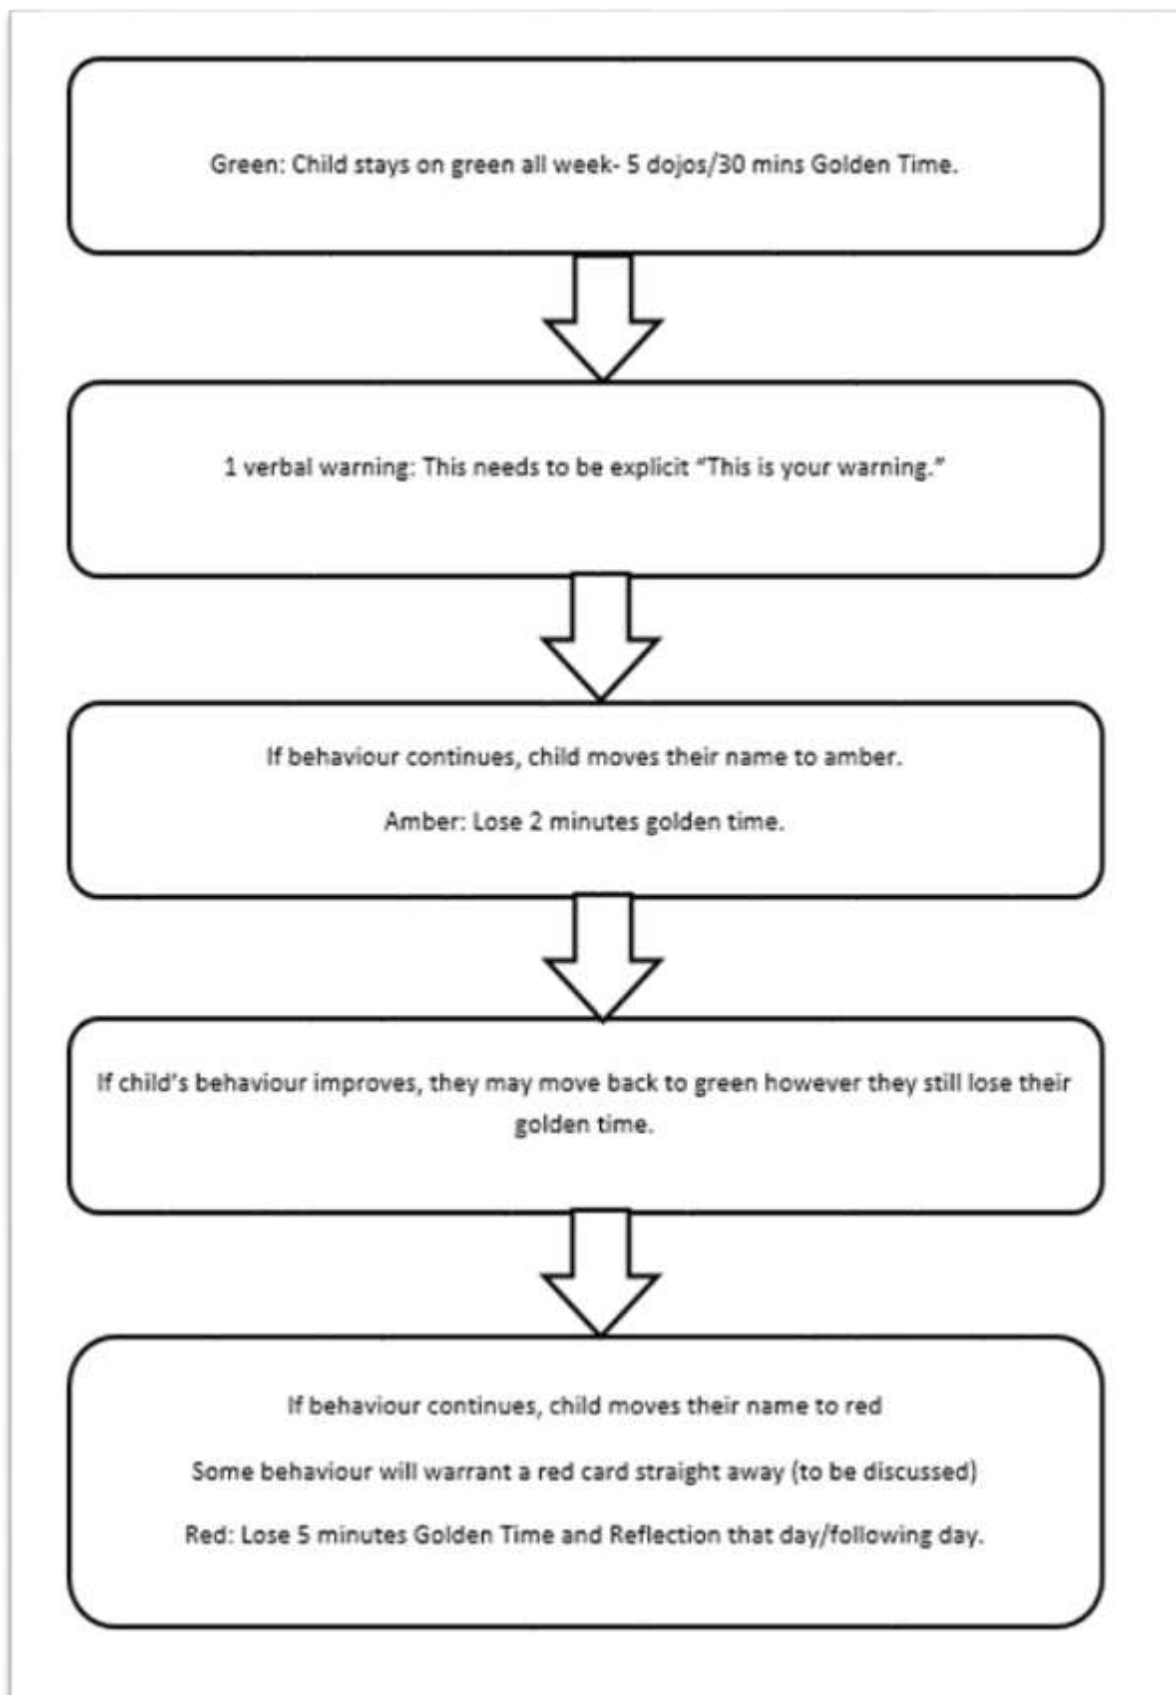 Green: Child stays on green all week- 5 dojos/30 mins Golden Time.
1 verbal warning: This needs to be explicit “This is your warning.”
If behaviour continues, child moves their name to amber.
Amber: Lose 2 minutes golden time.
If child’s behaviour improves, they may move back to green however they still lose their
golden time.
If behaviour continues, child moves their name to red
Some behaviour will warrant a red card straight away (to be discussed)
Red: Lose 5 minutes Golden Time and Reflection that day/following day.